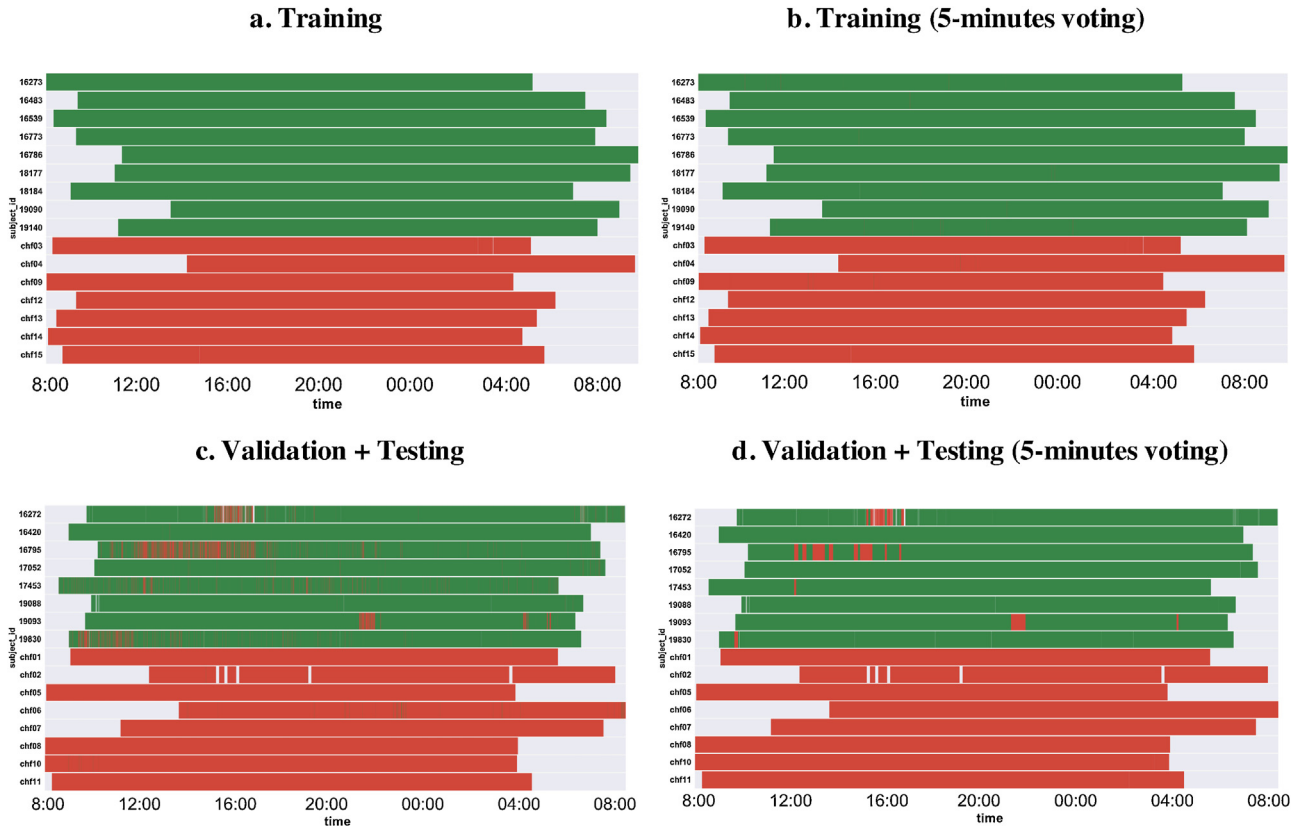 a. Training
16273
16483
16539
16773
16786
18177
18184
19090
19140
chf03
chf04
chf09
chf12
chf13
chf14
chf15
subject_id
8:00 12:00 16:00 20:00 00:00 04:00 08:00
time
b. Training (5-minutes voting)
16273
16483
16539
16773
16786
18177
18184
19090
19140
chf03
chf04
chf09
chf12
chf13
chf14
chf15
subject_id
8:00 12:00 16:00 20:00 00:00 04:00 08:00
time
c. Validation + Testing
16272
16420
16795
17052
17453
19088
19093
19830
chf01
chf02
chf05
chf06
chf07
chf08
chf10
chf11
subject_id
8:00 12:00 16:00 20:00 00:00 04:00 08:00
time
d. Validation + Testing (5-minutes voting)
16272
16420
16795
17052
17453
19088
19093
19830
chf01
chf02
chf05
chf06
chf07
chf08
chf10
chf11
subject_id
8:00 12:00 16:00 20:00 00:00 04:00 08:00
time